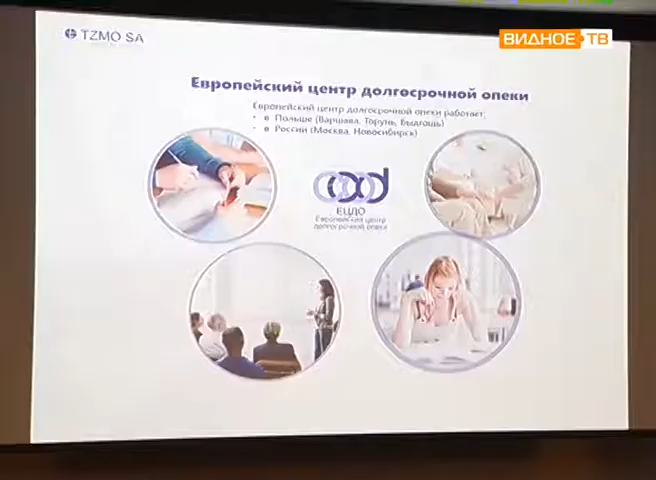 TZMO SA
ВИДНОЕ ТВ
Европейский центр долгосрочной опеки
Европейский центр долгосрочной опеки работает:
• в Польше (Варшава, Торунь, Быдгощь)
• в России (Москва, Новосибирск)
ЕЦДО
Европейский центр
долгосрочной опеки